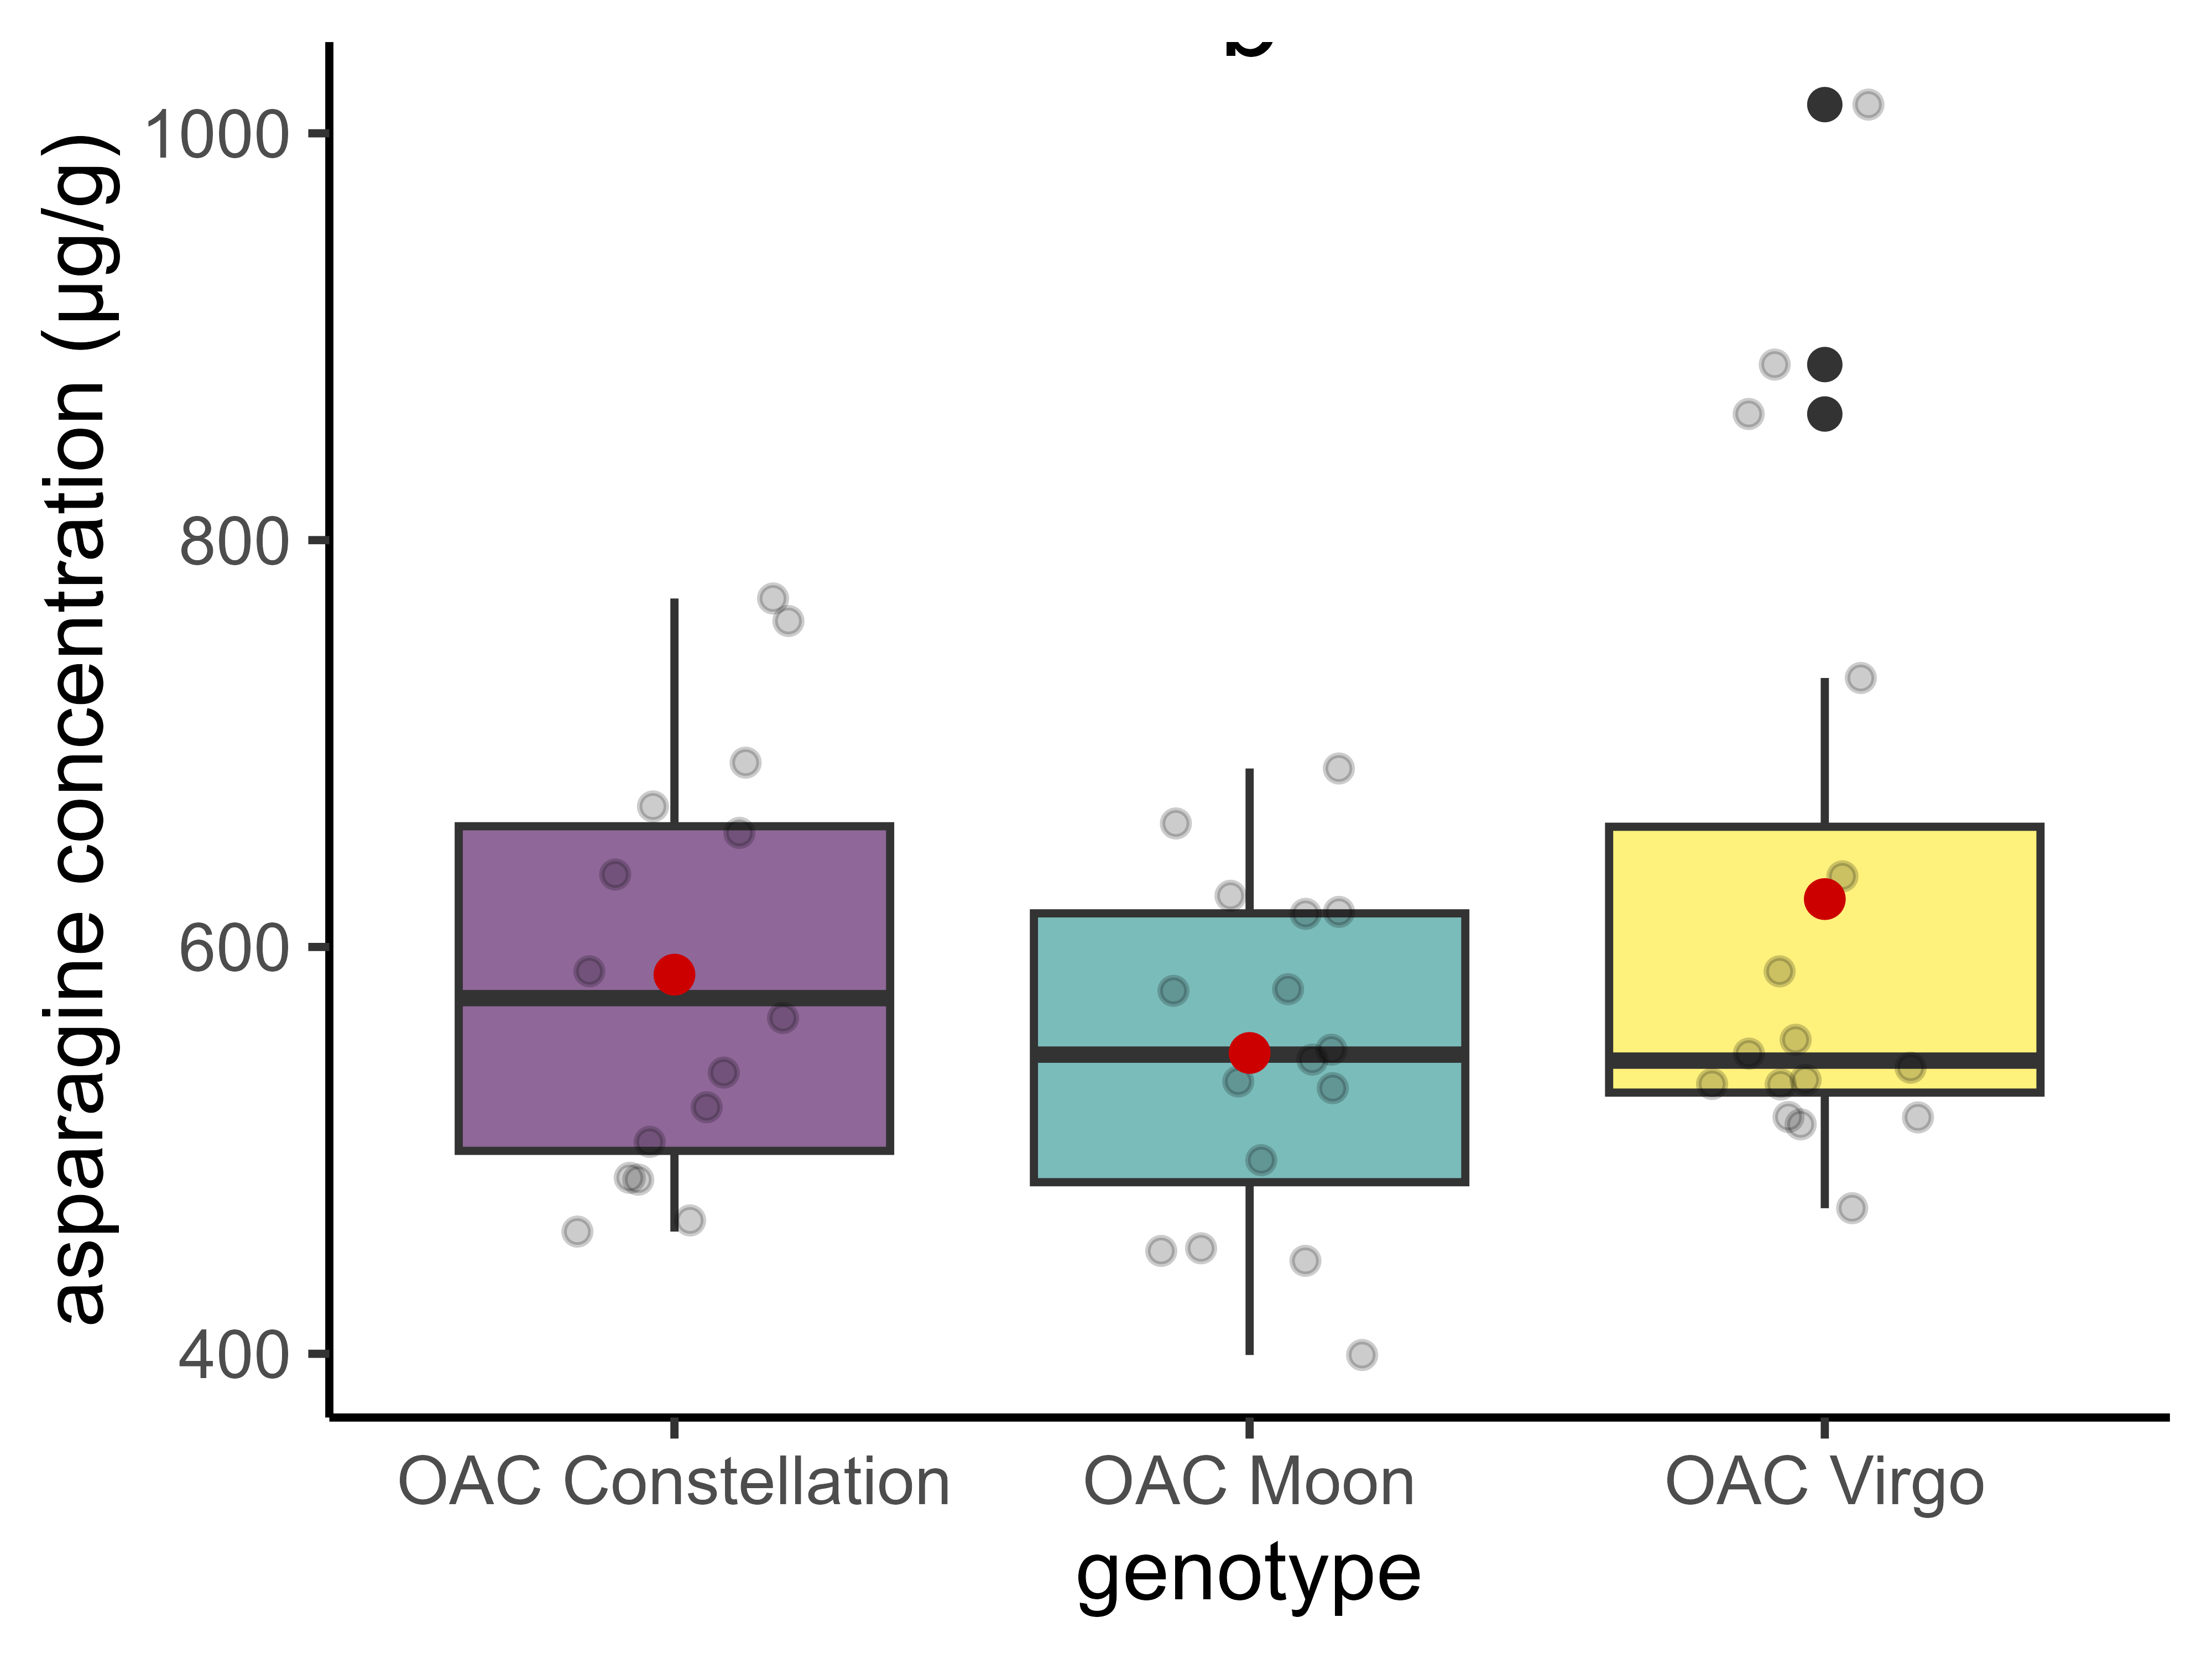 asparagine concentration (µg/g)
1000
800
600
400
OAC Constellation OAC Moon OAC Virgo
genotype